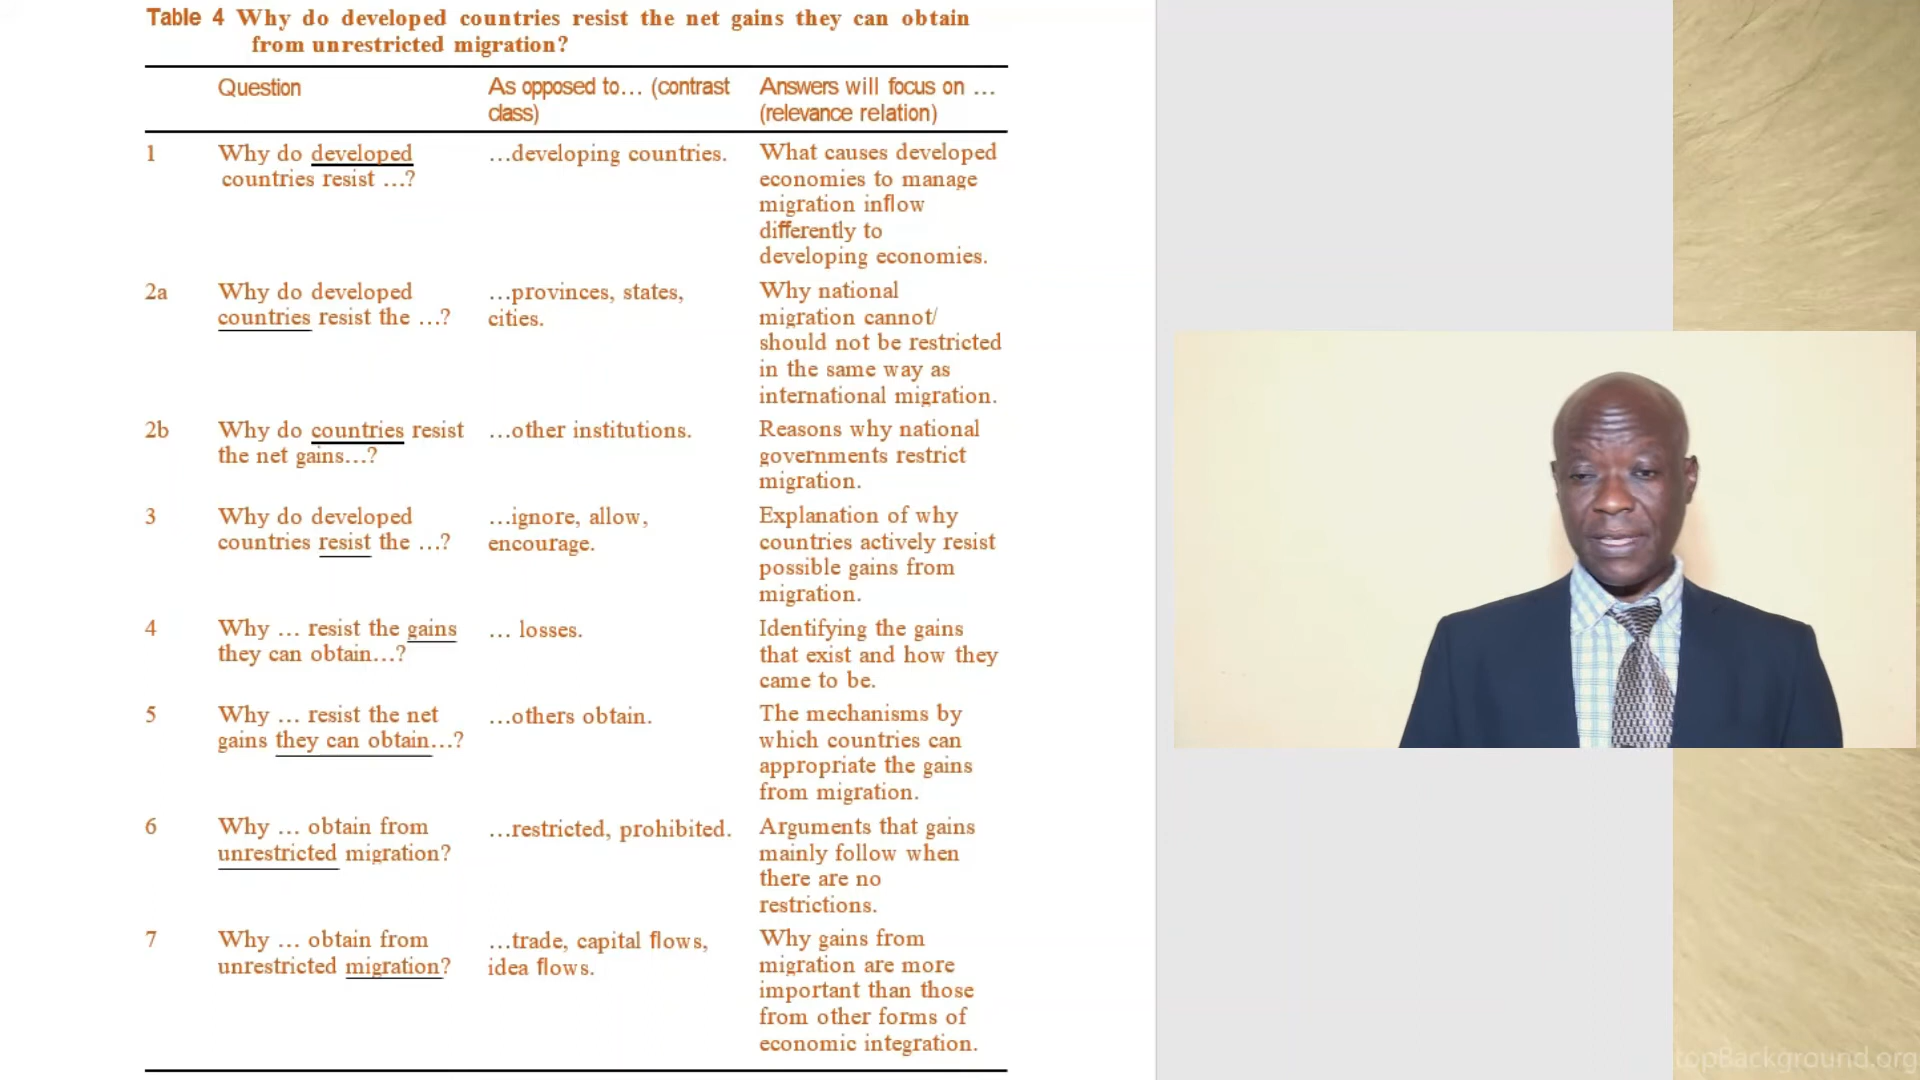 Table 4 Why do developed countries resist the net gains they can obtain
from unrestricted migration?
Question
As opposed to… (contrast
class)
Answers will focus on …
(relevance relation)
1
Why do developed
countries resist …?
…developing countries.
What causes developed
economies to manage
migration inflow
differently to
developing economies.
2a
Why do developed
countries resist the …?
…provinces, states,
cities.
Why national
migration cannot/
should not be restricted
in the same way as
international migration.
2b
Why do countries resist
the net gains…?
…other institutions.
Reasons why national
governments restrict
migration.
3
Why do developed
countries resist the …?
…ignore, allow,
encourage.
Explanation of why
countries actively resist
possible gains from
migration.
4
Why … resist the gains
they can obtain…?
… losses.
Identifying the gains
that exist and how they
came to be.
5
Why … resist the net
gains they can obtain…?
…others obtain.
The mechanisms by
which countries can
appropriate the gains
from migration.
6
Why … obtain from
unrestricted migration?
…restricted, prohibited.
Arguments that gains
mainly follow when
there are no
restrictions.
7
Why … obtain from
unrestricted migration?
…trade, capital flows,
idea flows.
Why gains from
migration are more
important than those
from other forms of
economic integration.
topBackground.org